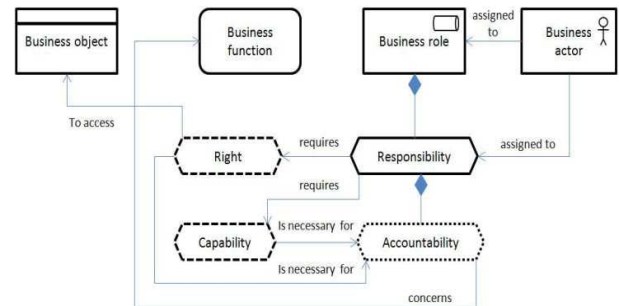 Business object
Business
function
Business role
assigned
to
Business
actor
To access
Right
requires
Responsibility
assigned to
requires
Capability
Is necessary for
Accountability
Is necessary for
concerns